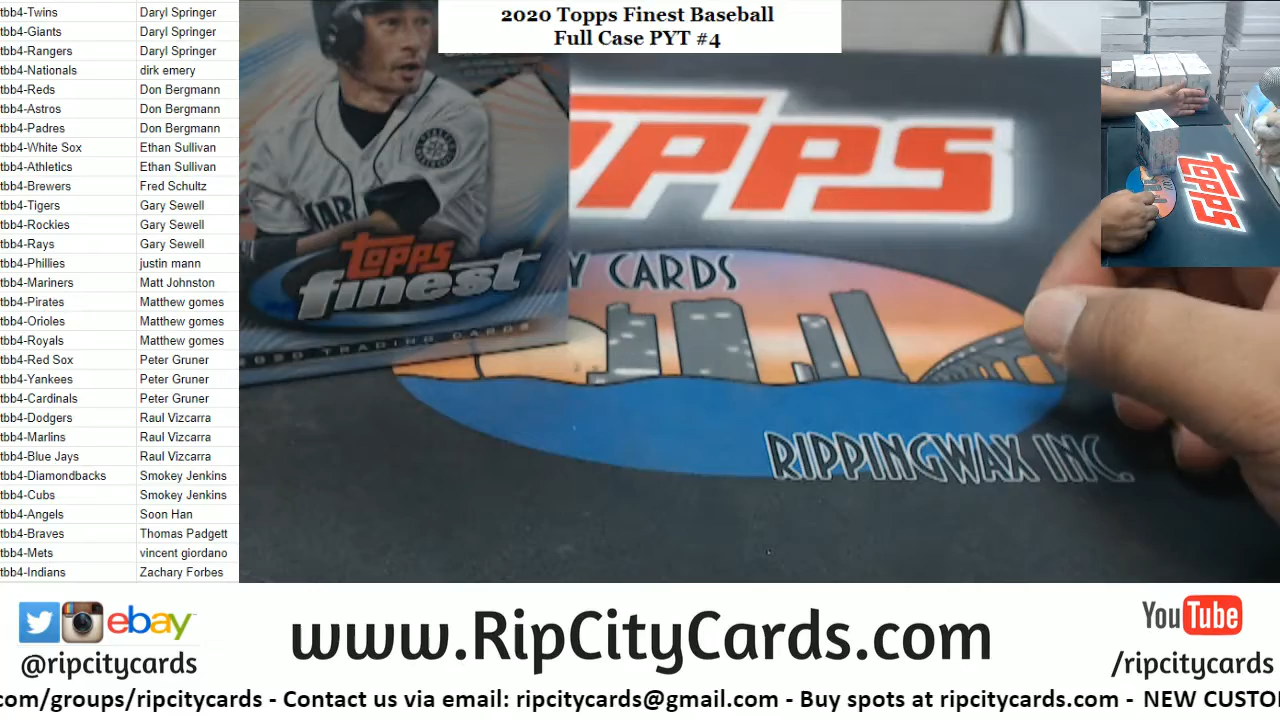 tbb4-Twins Daryl Springer
tbb4-Giants Daryl Springer
tbb4-Rangers Daryl Springer
tbb4-Nationals dirk emery
tbb4-Reds Don Bergmann
tbb4-Astros Don Bergmann
tbb4-Padres Don Bergmann
tbb4-White Sox Ethan Sullivan
tbb4-Athletics Ethan Sullivan
tbb4-Brewers Fred Schultz
tbb4-Tigers Gary Sewell
tbb4-Rockies Gary Sewell
tbb4-Rays Gary Sewell
tbb4-Phillies justin mann
tbb4-Mariners Matt Johnston
tbb4-Pirates Matthew gomes
tbb4-Orioles Matthew gomes
tbb4-Royals Matthew gomes
tbb4-Red Sox Peter Gruner
tbb4-Yankees Peter Gruner
tbb4-Cardinals Peter Gruner
tbb4-Dodgers Raul Vizcarra
tbb4-Marlins Raul Vizcarra
tbb4-Blue Jays Raul Vizcarra
tbb4-Diamondbacks Smokey Jenkins
tbb4-Cubs Smokey Jenkins
tbb4-Angels Soon Han
tbb4-Braves Thomas Padgett
tbb4-Mets vincent giordano
tbb4-Indians Zachary Forbes
2020 Topps Finest Baseball
Full Case PYT #4
topps
finest
TRADING CARDS
TOPPS
Y CARDS
RIPPINGWAX INC.
TOPPS
ebay
@ripcitycards
www.RipCityCards.com
YouTube
/ripcitycards
com/groups/ripcitycards - Contact us via email: ripcitycards@gmail.com - Buy spots at ripcitycards.com - NEW CUSTO